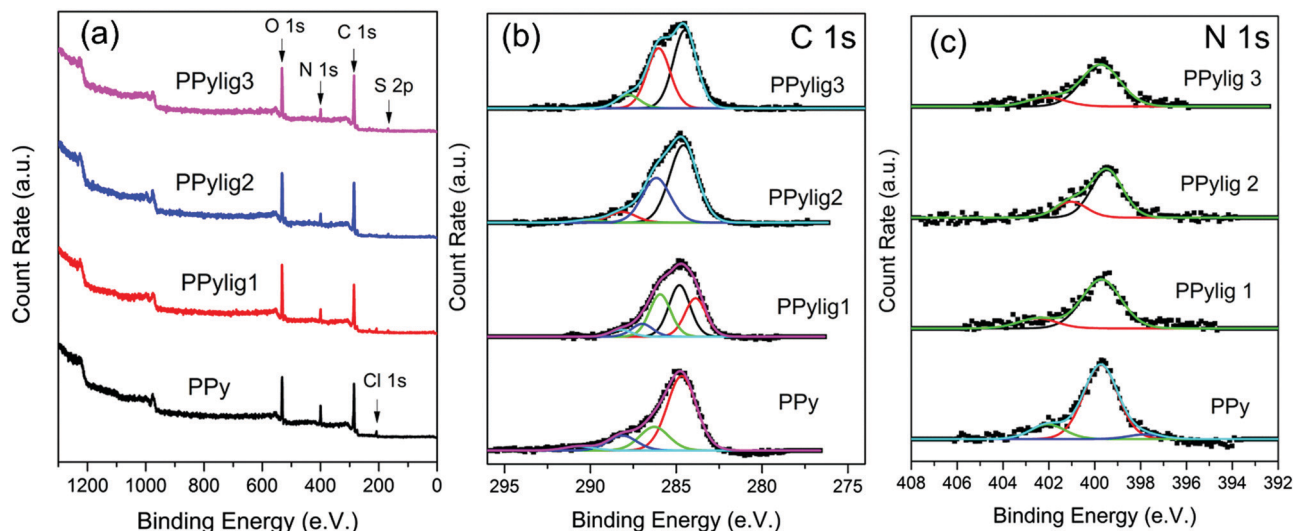 (a)
O 1s
C 1s
N 1s
S 2p
PPylig3
PPylig2
PPylig1
PPy
Cl 1s
Count Rate (a.u.)
1200 1000 800 600 400 200 0
Binding Energy (e.V.)
(b)
C 1s
PPylig3
PPylig2
PPylig1
PPy
Count Rate (a.u.)
295 290 285 280 275
Binding Energy (e.V.)
(c)
N 1s
PPylig 3
PPylig 2
PPylig 1
PPy
Count Rate (a.u.)
408 406 404 402 400 398 396 394 392
Binding Energy (e.V.)